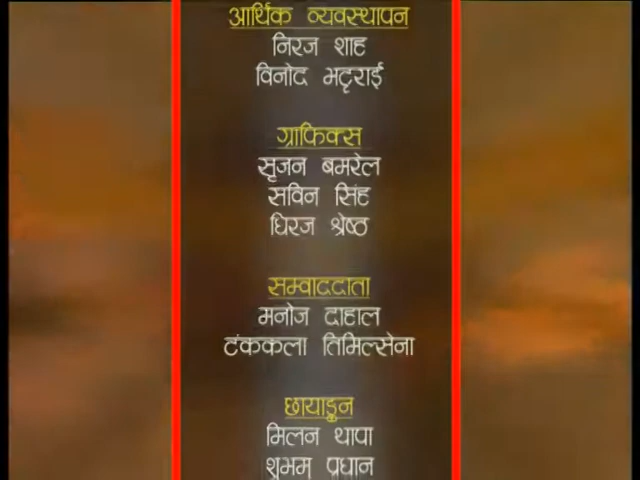 आर्थिक व्यवस्थापन
निरज शाह
विनोद भट्टराई
ग्राफिक्स
सृजन बमरेल
सविन सिंह
धिरज श्रेष्ठ
सम्वाददाता
मनोज दाहाल
टंककला तिमिल्सेना
छायाङ्कन
मिलन थापा
शुभम प्रधान